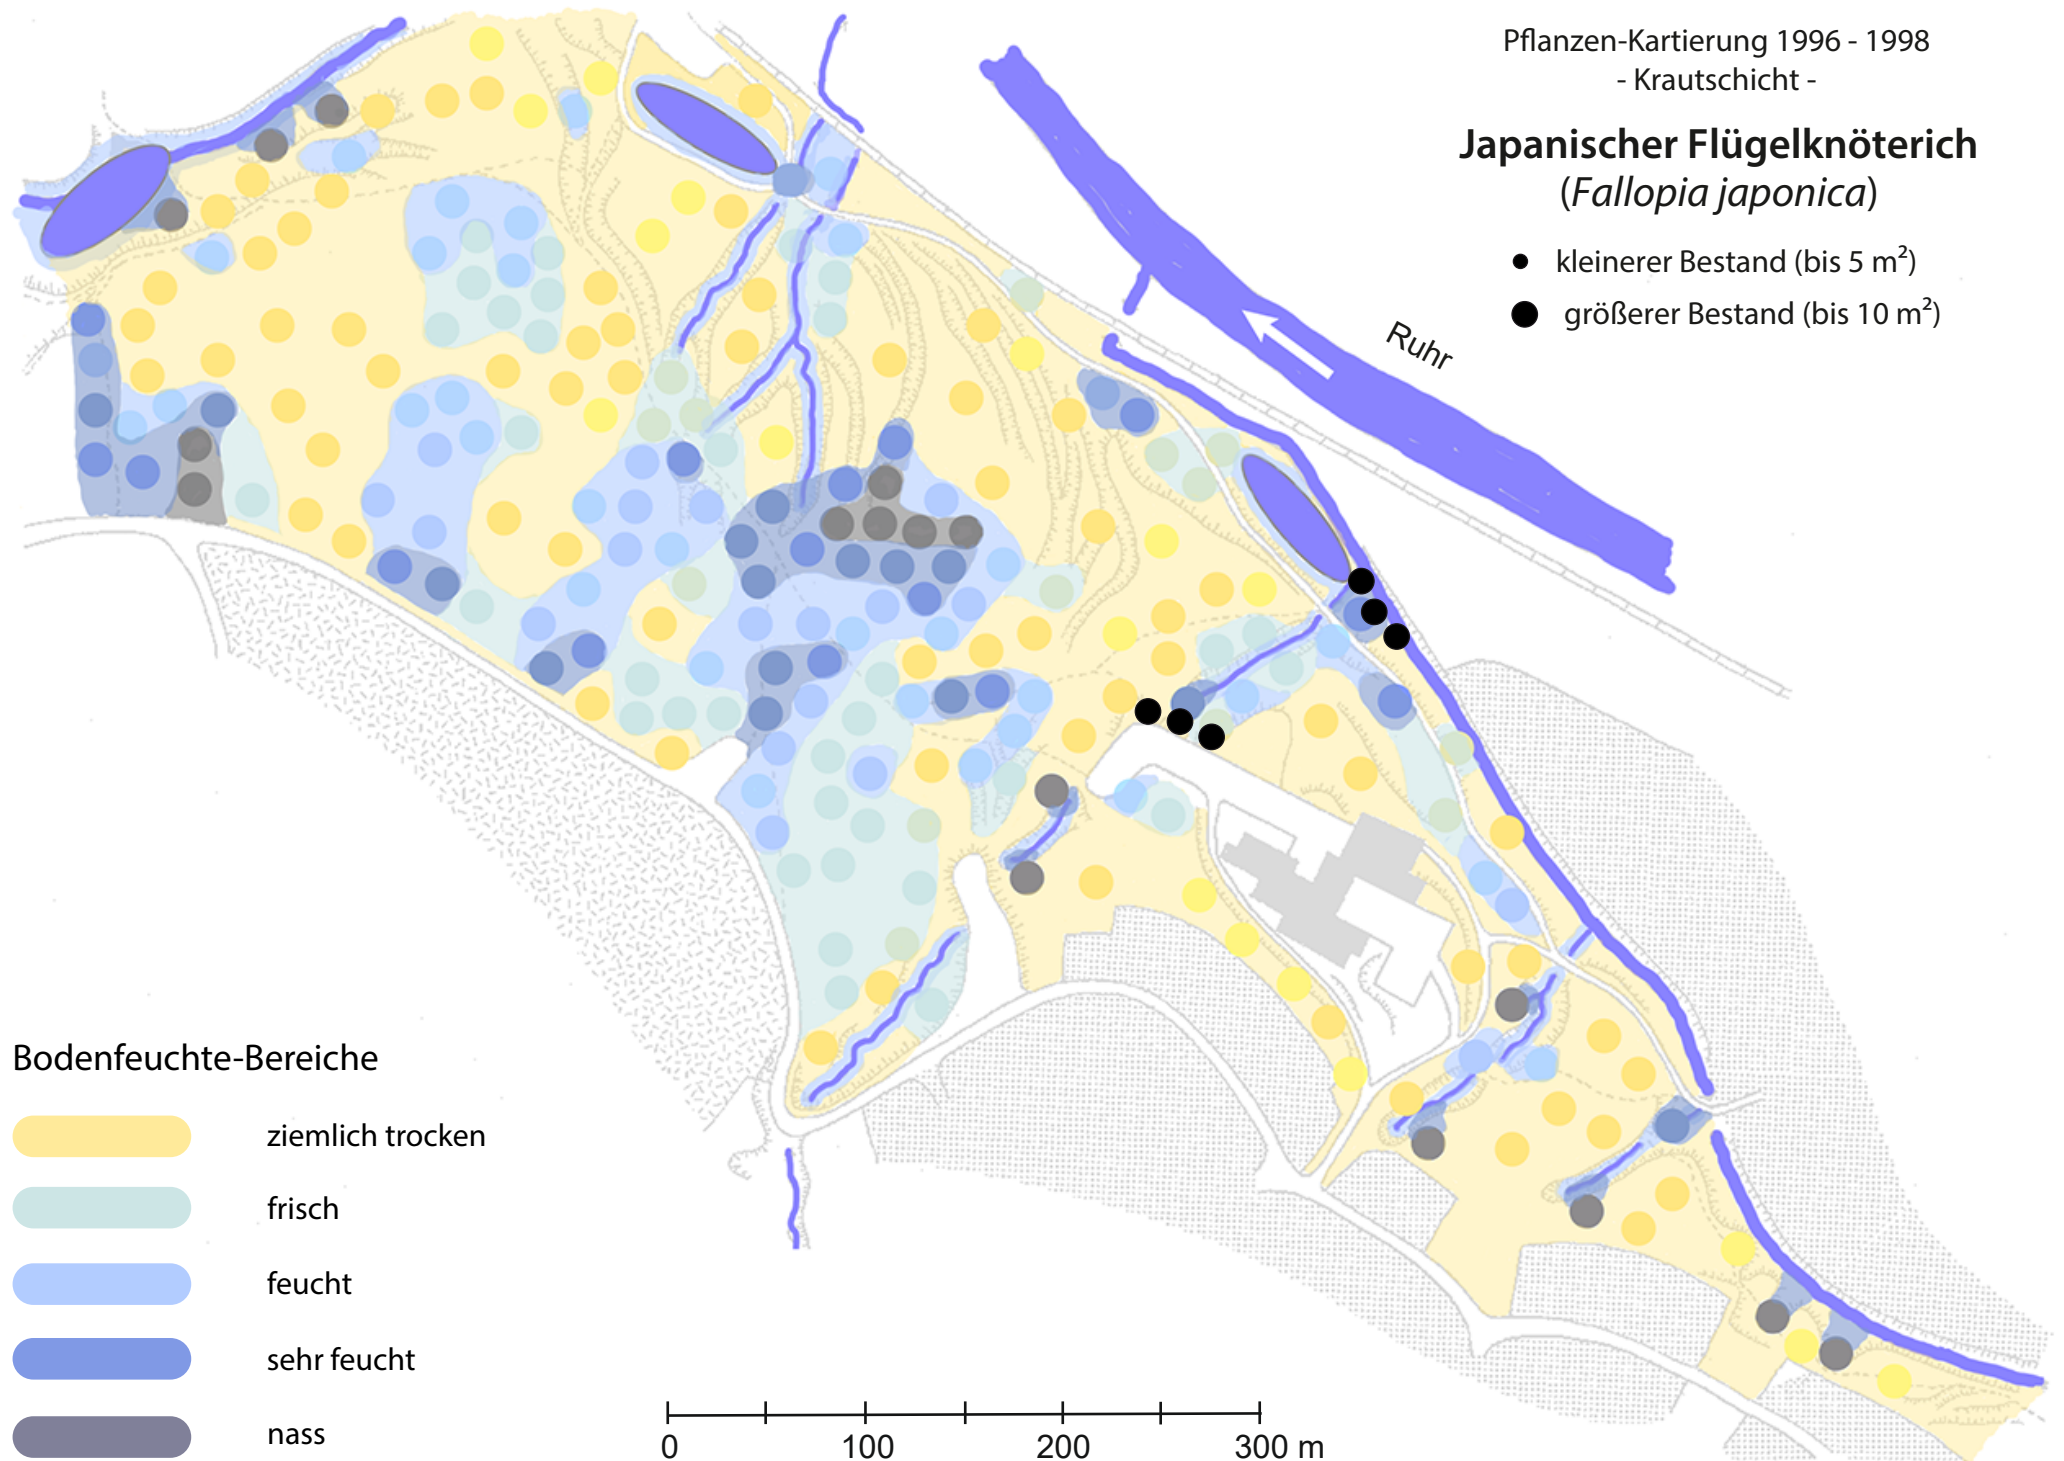 Pflanzen-Kartierung 1996 - 1998
- Krautschicht -
Japanischer Flügelknöterich
(Fallopia japonica)
kleinerer Bestand (bis 5 m²)
größerer Bestand (bis 10 m²)
Ruhr
Bodenfeuchte-Bereiche
ziemlich trocken
frisch
feucht
sehr feucht
nass
0 100 200 300 m